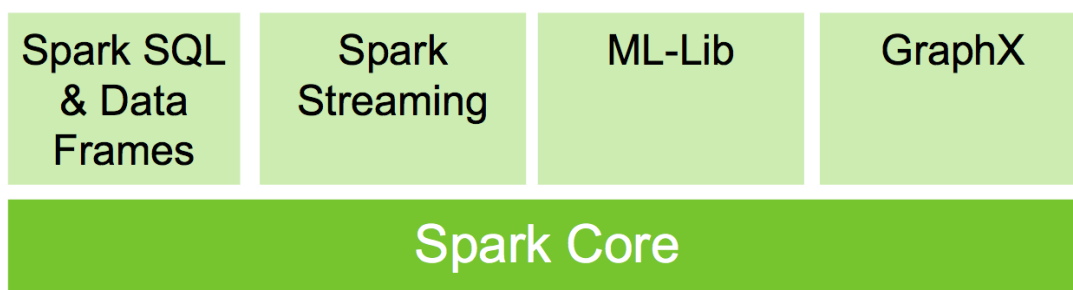 Spark SQL
& Data
Frames
Spark
Streaming
ML-Lib
GraphX
Spark Core